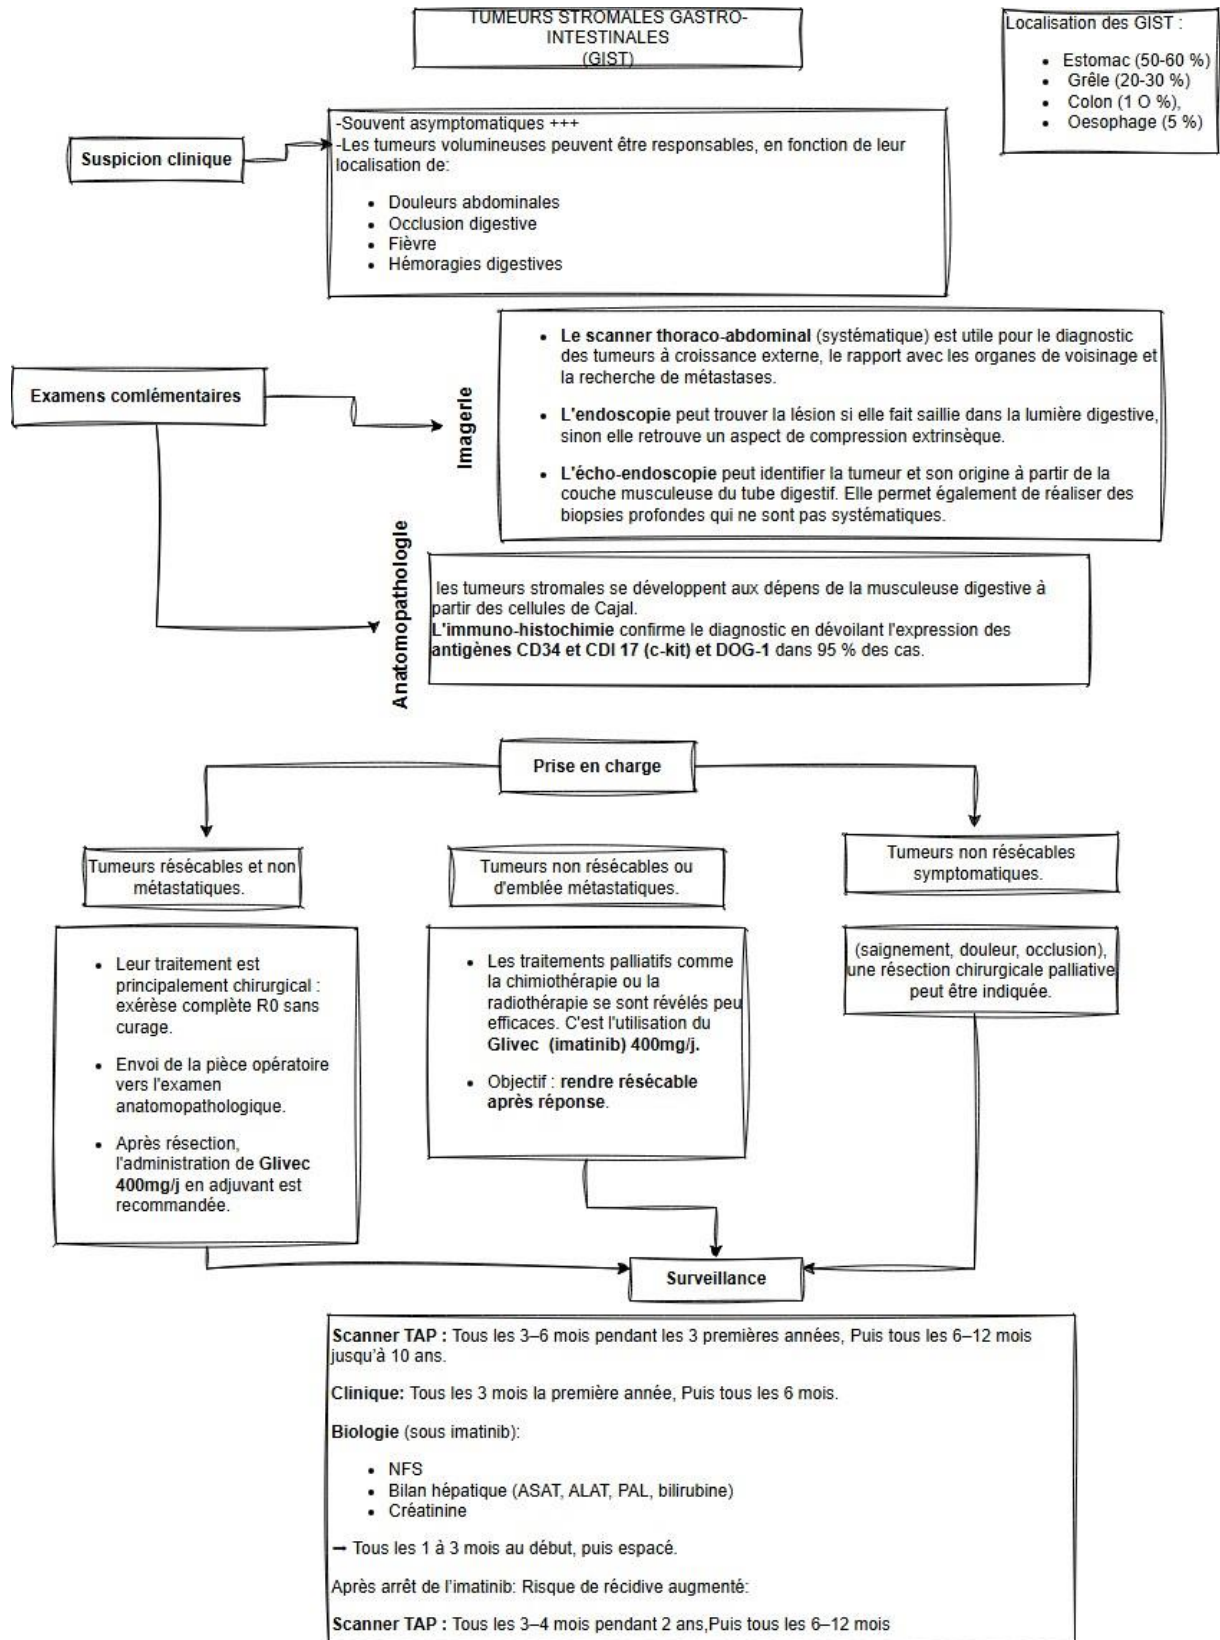 TUMEURS STROMALES GASTRO-
INTESTINALES
(GIST)
Localisation des GIST :
• Estomac (50-60 %)
• Grêle (20-30 %)
• Colon (1 O %),
• Oesophage (5 %)
Suspicion clinique
-Souvent asymptomatiques +++
-Les tumeurs volumineuses peuvent être responsables, en fonction de leur
localisation de:
• Douleurs abdominales
• Occlusion digestive
• Fièvre
• Hémoragies digestives
Examens comlémentaires
Imagerie
• Le scanner thoraco-abdominal (systématique) est utile pour le diagnostic
des tumeurs à croissance externe, le rapport avec les organes de voisinage et
la recherche de métastases.
• L'endoscopie peut trouver la lésion si elle fait saillie dans la lumière digestive,
sinon elle retrouve un aspect de compression extrinsèque.
• L'écho-endoscopie peut identifier la tumeur et son origine à partir de la
couche musculeuse du tube digestif. Elle permet également de réaliser des
biopsies profondes qui ne sont pas systématiques.
Anatomopathologie
les tumeurs stromales se développent aux dépens de la musculeuse digestive à
partir des cellules de Cajal.
L'immuno-histochimie confirme le diagnostic en dévoilant l'expression des
antigènes CD34 et CDI 17 (c-kit) et DOG-1 dans 95 % des cas.
Prise en charge
Tumeurs résécables et non
métastatiques.
• Leur traitement est
principalement chirurgical :
exérèse complète R0 sans
curage.
• Envoi de la pièce opératoire
vers l'examen
anatomopathologique.
• Après résection,
l'administration de Glivec
400mg/j en adjuvant est
recommandée.
Tumeurs non résécables ou
d'emblée métastatiques.
• Les traitements palliatifs comme
la chimiothérapie ou la
radiothérapie se sont révélés peu
efficaces. C'est l'utilisation du
Glivec (imatinib) 400mg/j.
• Objectif : rendre résécable
après réponse.
Tumeurs non résécables
symptomatiques.
(saignement, douleur, occlusion),
une résection chirurgicale palliative
peut être indiquée.
Surveillance
Scanner TAP : Tous les 3–6 mois pendant les 3 premières années, Puis tous les 6–12 mois
jusqu'à 10 ans.
Clinique: Tous les 3 mois la première année, Puis tous les 6 mois.
Biologie (sous imatinib):
• NFS
• Bilan hépatique (ASAT, ALAT, PAL, bilirubine)
• Créatinine
→ Tous les 1 à 3 mois au début, puis espacé.
Après arrêt de l'imatinib: Risque de récidive augmenté:
Scanner TAP : Tous les 3–4 mois pendant 2 ans,Puis tous les 6–12 mois